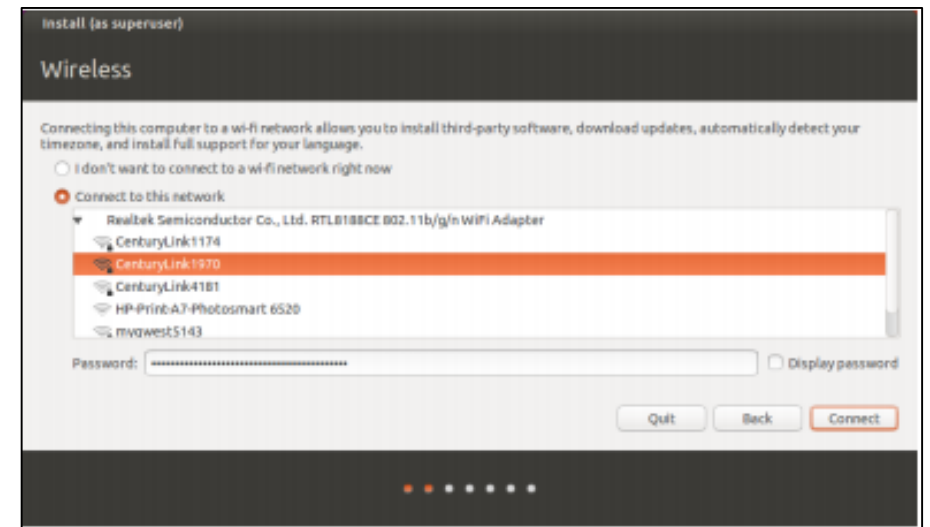 Install (as superuser)
Wireless
Connecting this computer to a wi-fi network allows you to install third-party software, download updates, automatically detect your
timezone, and install full support for your language.
I don't want to connect to a wi-fi network right now
Connect to this network
Realtek Semiconductor Co., Ltd. RTL8188CE 802.11b/g/n WiFi Adapter
CenturyLink1174
CenturyLink1970
CenturyLink4181
HP-Print-A7-Photosmart 6520
myqwest5143
Password:
Display password
Quit Back Connect